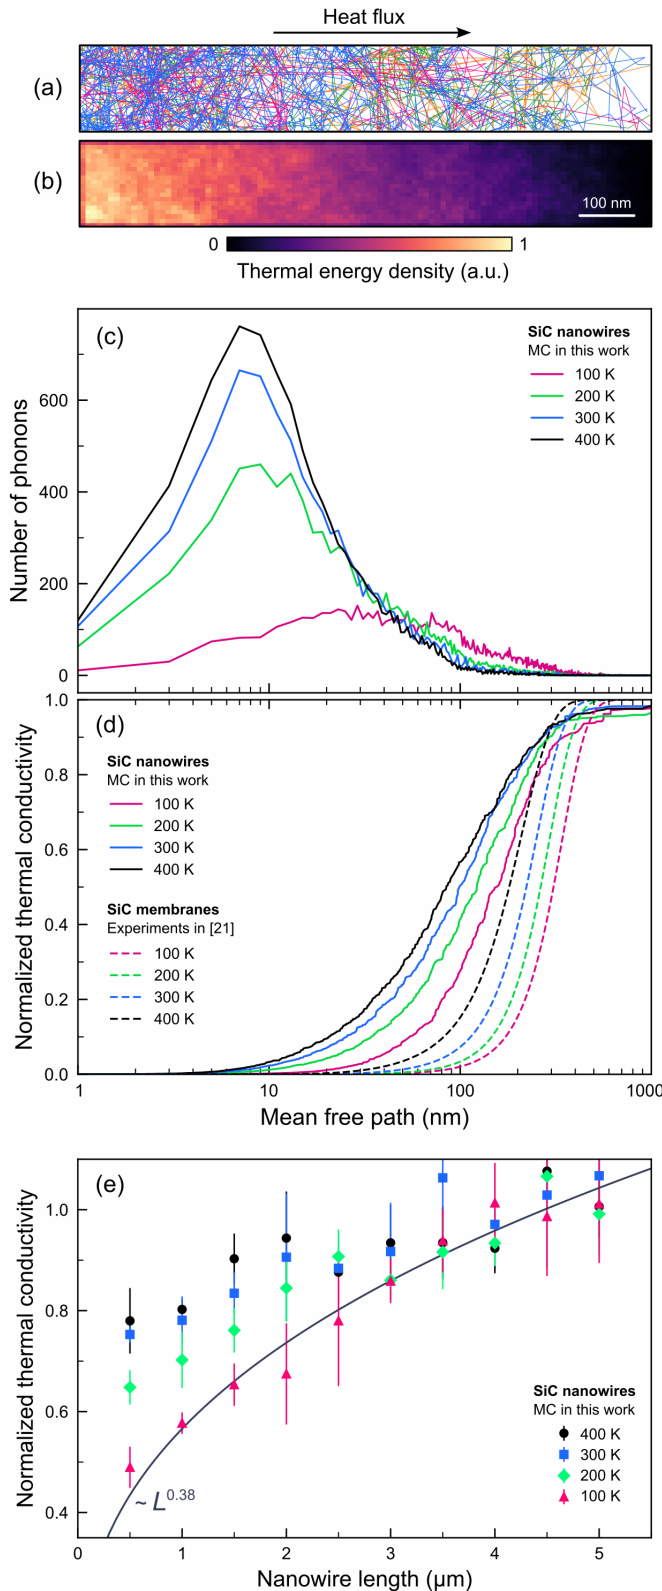 Heat flux
(a)
(b)
100 nm
0 1
Thermal energy density (a.u.)
(c)
SiC nanowires
MC in this work
100 K
200 K
300 K
400 K
Number of phonons
600
400
200
0
(d)
SiC nanowires
MC in this work
100 K
200 K
300 K
400 K
SiC membranes
Experiments in [21]
100 K
200 K
300 K
400 K
Normalized thermal conductivity
1.0
0.8
0.6
0.4
0.2
0.0
1 10 100 1000
Mean free path (nm)
(e)
SiC nanowires
MC in this work
400 K
300 K
200 K
100 K
~ L^0.38
Normalized thermal conductivity
1.0
0.8
0.6
0.4
0 1 2 3 4 5
Nanowire length (μm)